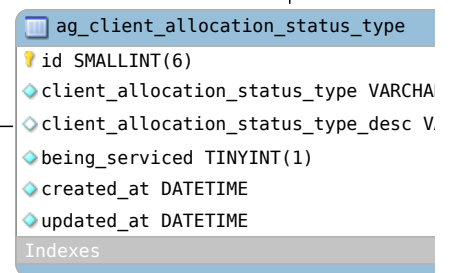 ag_client_allocation_status_type
id SMALLINT(6)
client_allocation_status_type
client_allocation_status_type_desc
being_serviced TINYINT(1)
created_at DATETIME
updated_at DATETIME
Indexes